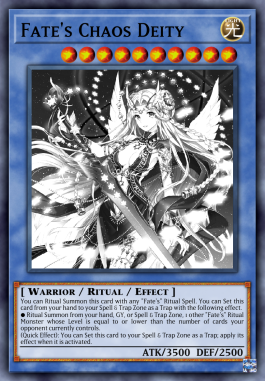 FATE'S CHAOS DEITY
LIGHT
光
[ WARRIOR / RITUAL / EFFECT ]
You can Ritual Summon this card with any "Fate's" Ritual Spell. You can Set this
card from your hand to your Spell & Trap Zone as a Trap with the following effect.
● Ritual Summon from your hand, GY, or Spell & Trap Zone, 1 other "Fate's" Ritual
Monster whose Level is equal to or lower than the number of cards your
opponent currently controls.
(Quick Effect): You can Set this card to your Spell & Trap Zone as a Trap; apply its
effect when it is activated.
ATK/3500 DEF/2500